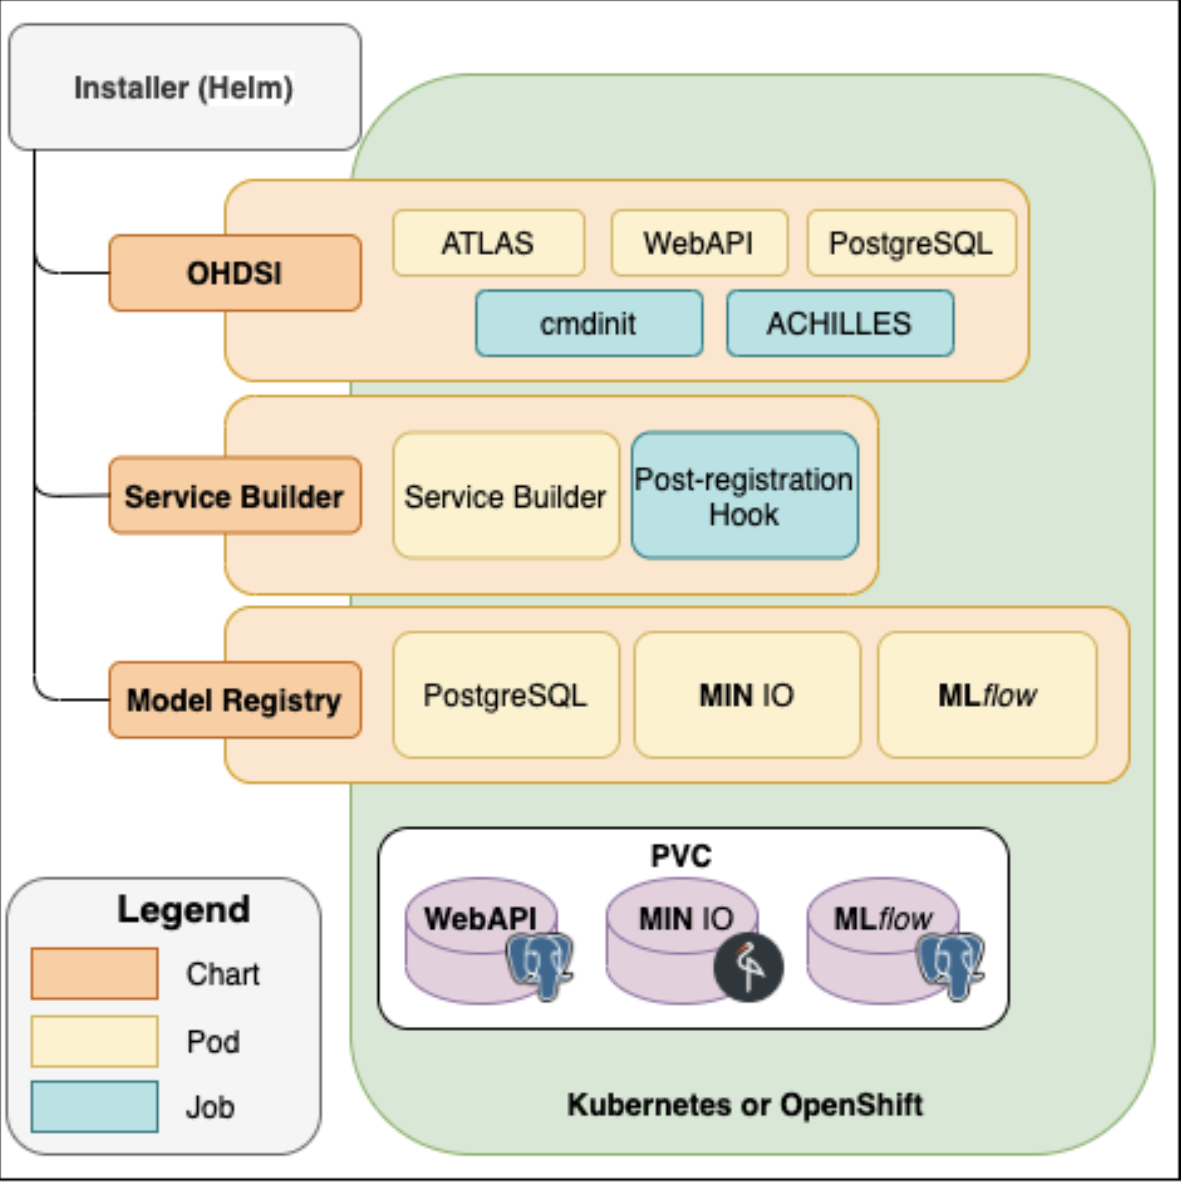 Installer (Helm)
OHDSI
ATLAS
WebAPI
PostgreSQL
cmdinit
ACHILLES
Service Builder
Service Builder
Post-registration
Hook
Model Registry
PostgreSQL
MIN IO
MLflow
PVC
WebAPI
MIN IO
MLflow
Kubernetes or OpenShift
Legend
Chart
Pod
Job